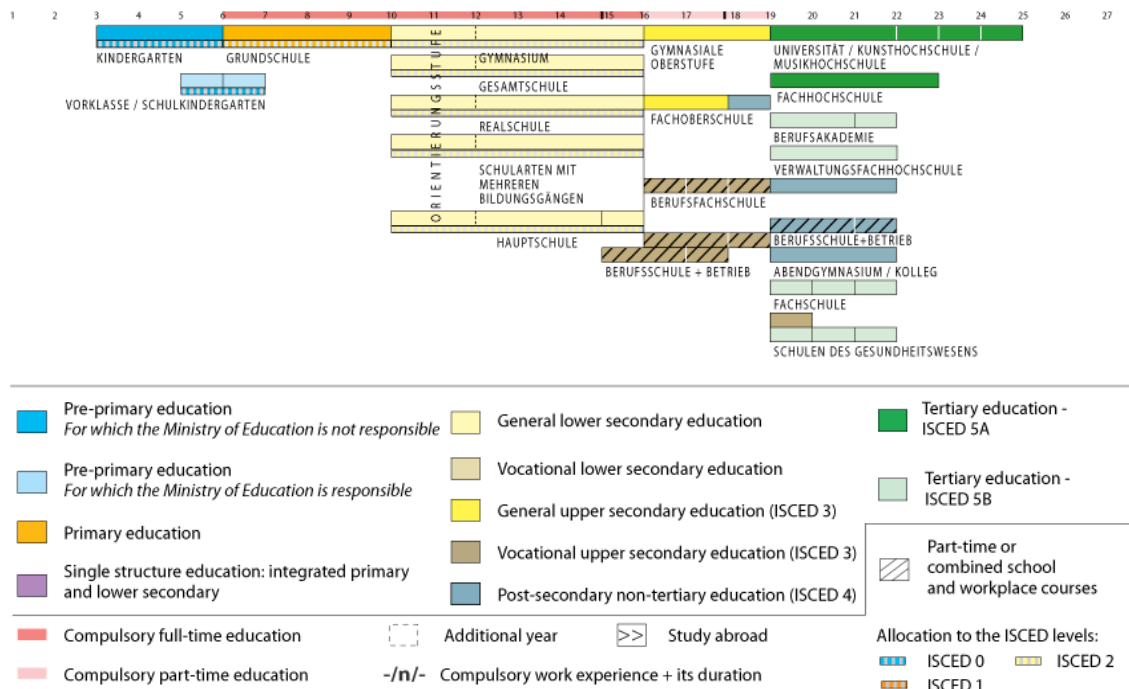 1 2 3 4 5 6 7 8 9 10 11 12 13 14 15 16 17 18 19 20 21 22 23 24 25 26 27
KINDERGARTEN
GRUNDSCHULE
VORKLASSE / SCHULKINDERGARTEN
ORIENTIERUNGSSTUFE
GYMNASIUM
GESAMTSCHULE
REALSCHULE
SCHULARTEN MIT
MEHREREN
BILDUNGSGÄNGEN
HAUPTSCHULE
GYMNASIALE
OBERSTUFE
FACHOBERSCHULE
BERUFSFACHSCHULE
BERUFSSCHULE + BETRIEB
UNIVERSITÄT / KUNSTHOCHSCHULE /
MUSIKHOCHSCHULE
FACHHOCHSCHULE
BERUFSAKADEMIE
VERWALTUNGSFACHHOCHSCHULE
BERUFSSCHULE+BETRIEB
ABENDGYMNASIUM / KOLLEG
FACHSCHULE
SCHULEN DES GESUNDHEITSWESENS
Pre-primary education
For which the Ministry of Education is not responsible
Pre-primary education
For which the Ministry of Education is responsible
Primary education
Single structure education: integrated primary
and lower secondary
General lower secondary education
Vocational lower secondary education
General upper secondary education (ISCED 3)
Vocational upper secondary education (ISCED 3)
Post-secondary non-tertiary education (ISCED 4)
Tertiary education -
ISCED 5A
Tertiary education -
ISCED 5B
Part-time or
combined school
and workplace courses
Compulsory full-time education
Compulsory part-time education
Additional year
-/n/- Compulsory work experience + its duration
>> Study abroad
Allocation to the ISCED levels:
ISCED 0
ISCED 2
ISCED 1